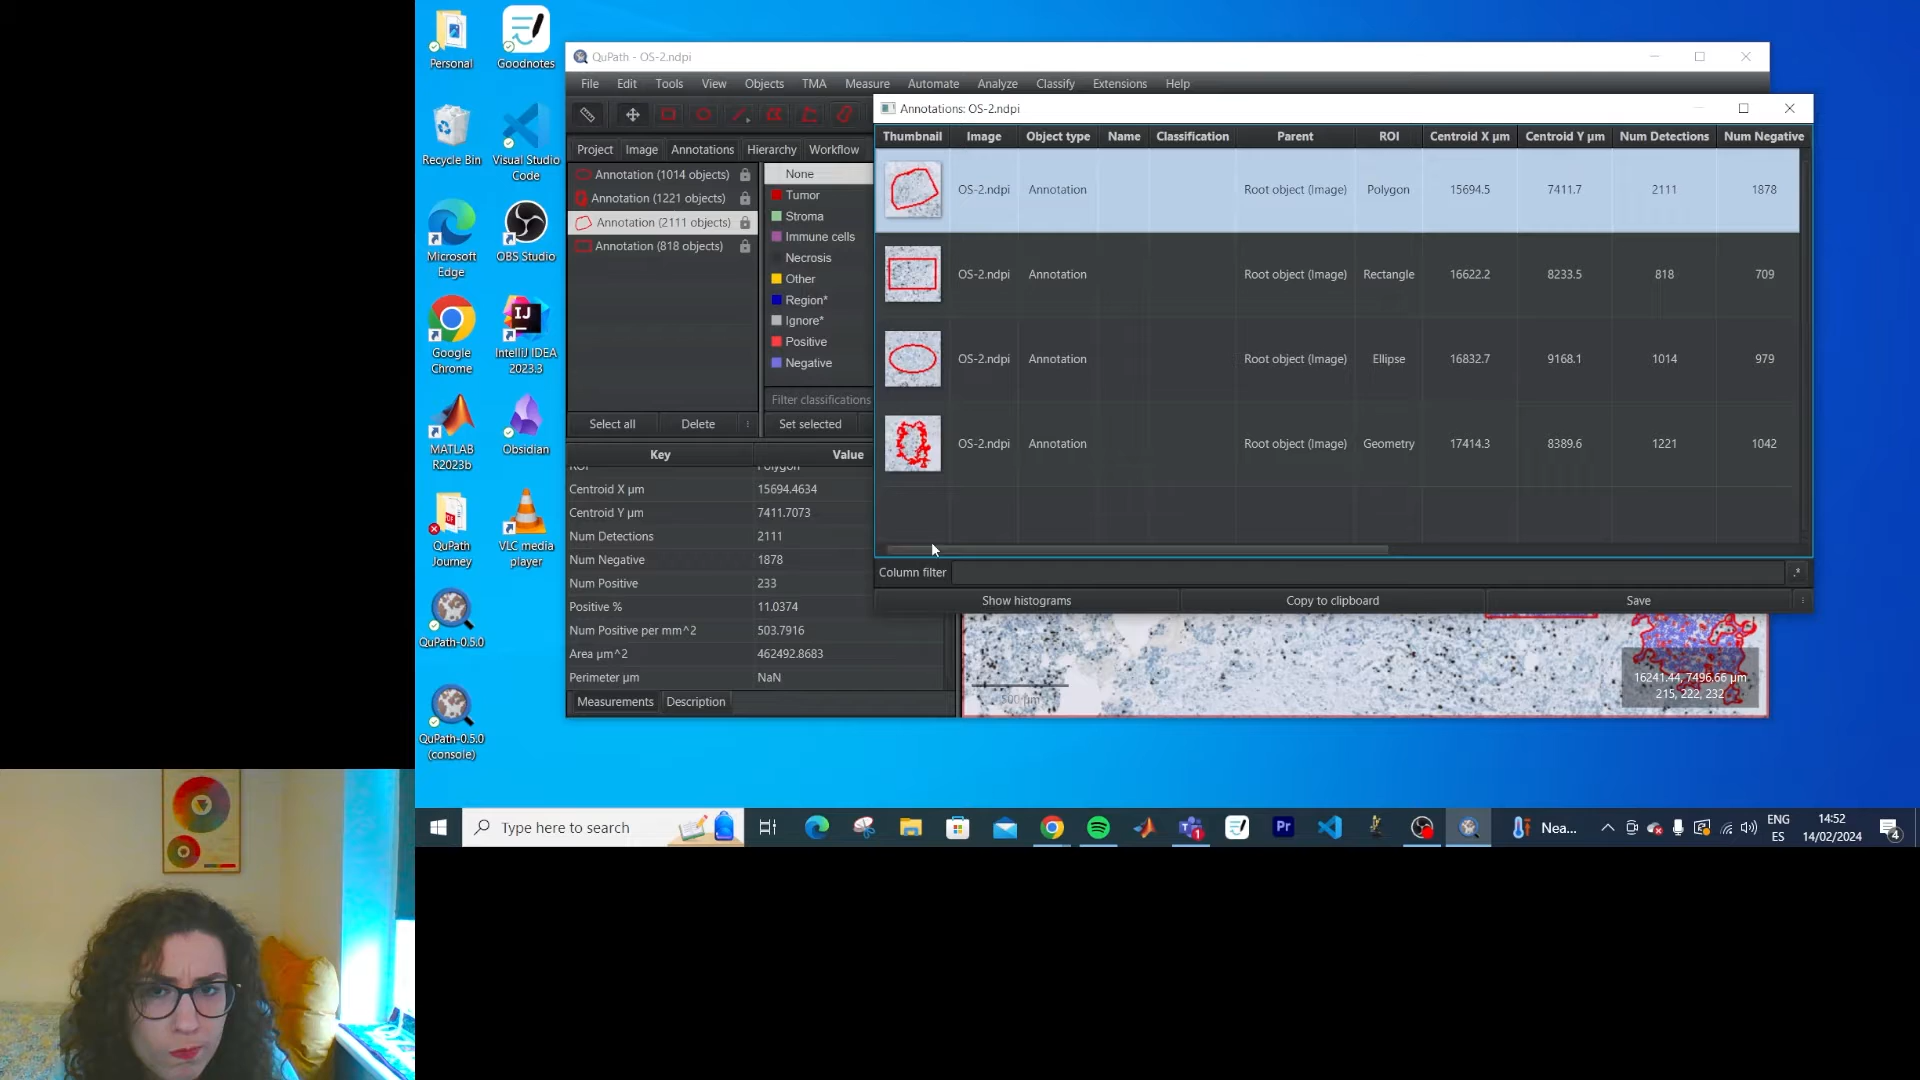 Personal
Goodnotes
Recycle Bin
Visual Studio
Code
Microsoft
Edge
OBS Studio
Google
Chrome
IntelliJ IDEA
2023.3
MATLAB
R2023b
Obsidian
QuPath
Journey
VLC media
player
QuPath-0.5.0
QuPath-0.5.0
(console)
QuPath - OS-2.ndpi
File Edit Tools View Objects TMA Measure Automate Analyze Classify Extensions Help
Project Image Annotations Hierarchy Workflow
Annotation (1014 objects)
Annotation (1221 objects)
Annotation (2111 objects)
Annotation (818 objects)
None
Tumor
Stroma
Immune cells
Necrosis
Other
Region*
Ignore*
Positive
Negative
Filter classifications
Select all Delete Set selected
Key Value
ROI Polygon
Centroid X µm 15694.4634
Centroid Y µm 7411.7073
Num Detections 2111
Num Negative 1878
Num Positive 233
Positive % 11.0374
Num Positive per mm^2 503.7916
Area µm^2 462492.8683
Perimeter µm NaN
Measurements Description
Annotations: OS-2.ndpi
Thumbnail Image Object type Name Classification Parent ROI Centroid X µm Centroid Y µm Num Detections Num Negative
OS-2.ndpi Annotation Root object (Image) Polygon 15694.5 7411.7 2111 1878
OS-2.ndpi Annotation Root object (Image) Rectangle 16622.2 8233.5 818 709
OS-2.ndpi Annotation Root object (Image) Ellipse 16832.7 9168.1 1014 979
OS-2.ndpi Annotation Root object (Image) Geometry 17414.3 8389.6 1221 1042
Column filter .*
Show histograms Copy to clipboard Save
500 µm
16241.44, 7496.66 µm
215, 222, 232
Type here to search
Nea...
ENG
ES
14:52
14/02/2024
4